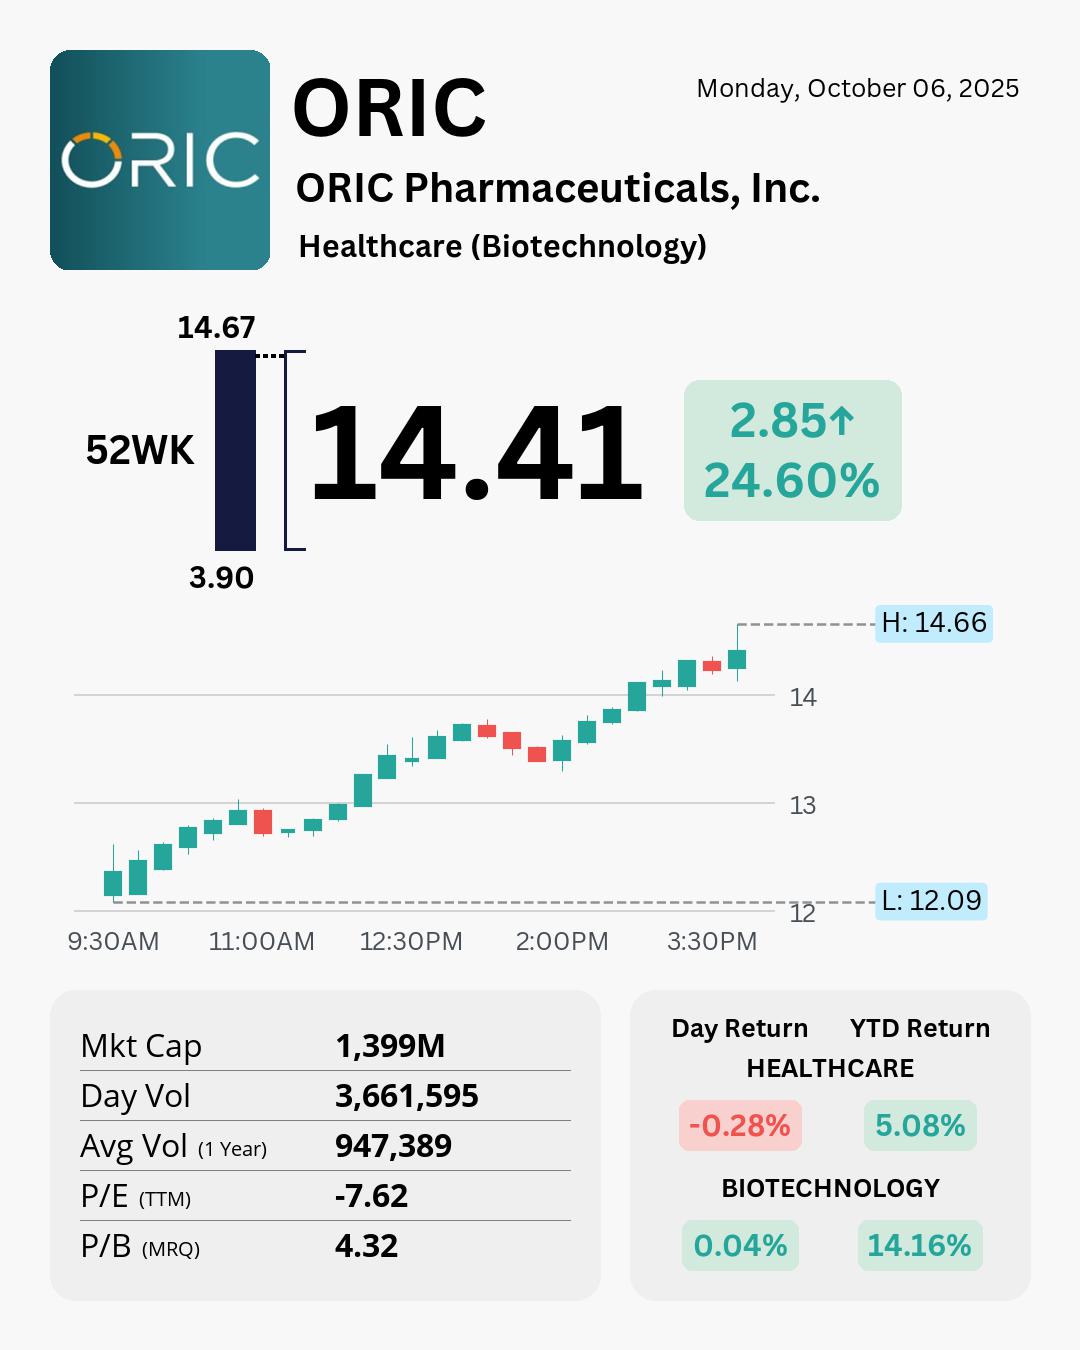 ORIC
ORIC
Monday, October 06, 2025
ORIC Pharmaceuticals, Inc.
Healthcare (Biotechnology)
14.67
52WK
14.41
2.85↑
24.60%
3.90
H: 14.66
14
13
12
L: 12.09
9:30AM 11:00AM 12:30PM 2:00PM 3:30PM
Mkt Cap 1,399M
Day Vol 3,661,595
Avg Vol (1 Year) 947,389
P/E (TTM) -7.62
P/B (MRQ) 4.32
Day Return YTD Return
HEALTHCARE
-0.28% 5.08%
BIOTECHNOLOGY
0.04% 14.16%